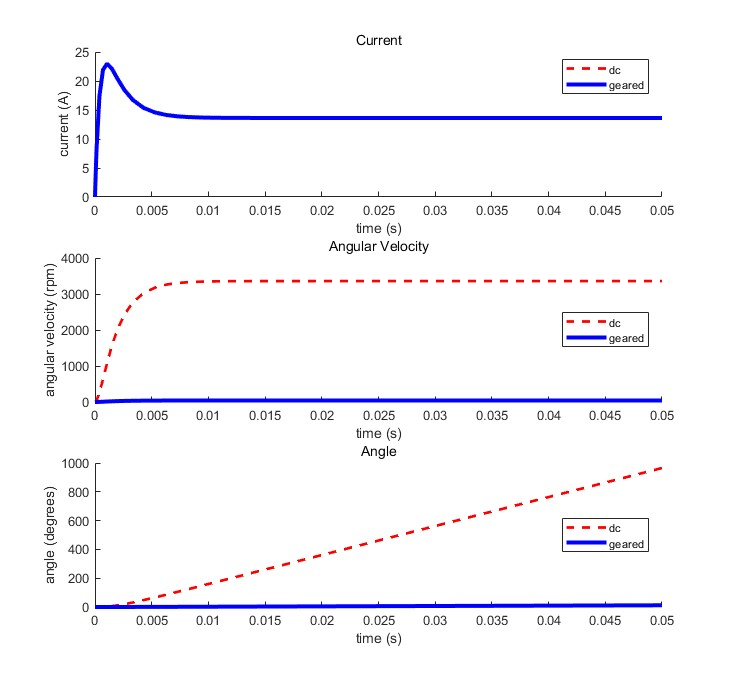 Current
25
20
15
10
5
0
current (A)
dc
geared
0 0.005 0.01 0.015 0.02 0.025 0.03 0.035 0.04 0.045 0.05
time (s)
Angular Velocity
4000
3000
2000
1000
0
angular velocity (rpm)
dc
geared
0 0.005 0.01 0.015 0.02 0.025 0.03 0.035 0.04 0.045 0.05
time (s)
Angle
1000
800
600
400
200
0
angle (degrees)
dc
geared
0 0.005 0.01 0.015 0.02 0.025 0.03 0.035 0.04 0.045 0.05
time (s)